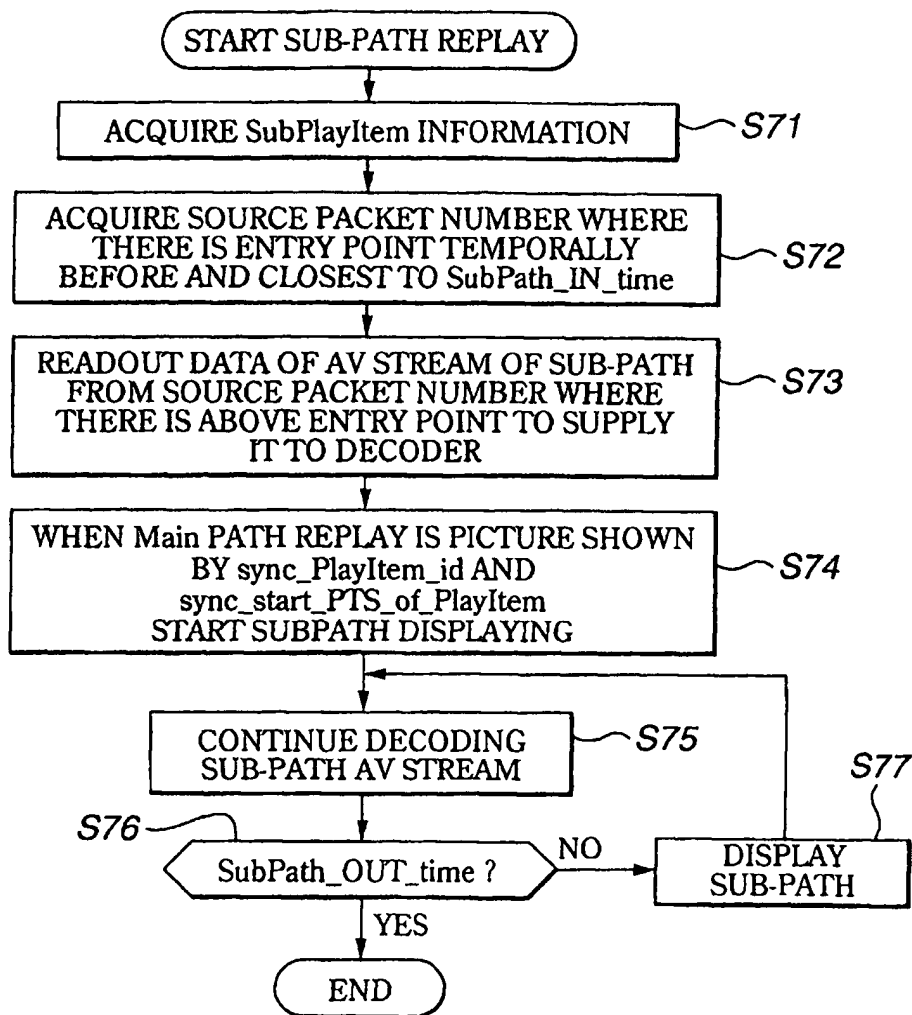 START SUB-PATH REPLAY
ACQUIRE SubPlayItem INFORMATION
S71
ACQUIRE SOURCE PACKET NUMBER WHERE
THERE IS ENTRY POINT TEMPORALLY
BEFORE AND CLOSEST TO SubPath_IN_time
S72
READOUT DATA OF AV STREAM OF SUB-PATH
FROM SOURCE PACKET NUMBER WHERE
THERE IS ABOVE ENTRY POINT TO SUPPLY
IT TO DECODER
S73
WHEN Main PATH REPLAY IS PICTURE SHOWN
BY sync_PlayItem_id AND
sync_start_PTS_of_PlayItem
START SUBPATH DISPLAYING
S74
CONTINUE DECODING
SUB-PATH AV STREAM
S75
S76
SubPath_OUT_time ?
NO
S77
DISPLAY
SUB-PATH
YES
END